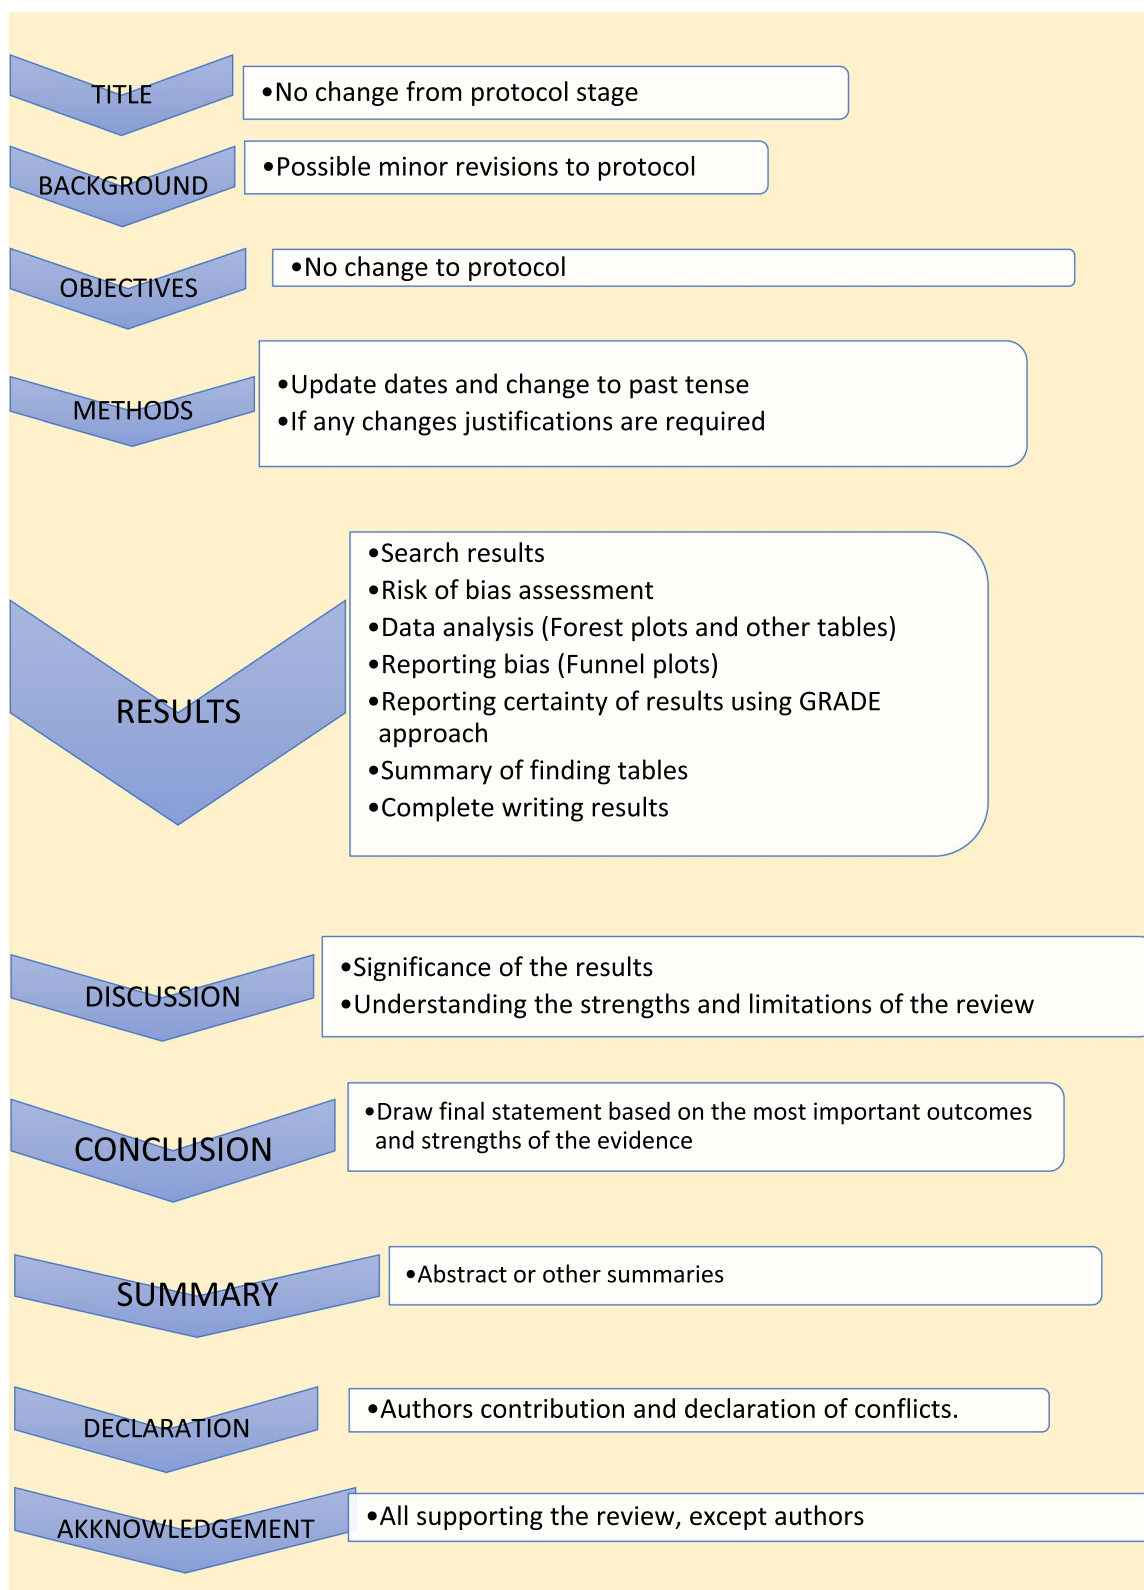 TITLE
•No change from protocol stage
BACKGROUND
•Possible minor revisions to protocol
OBJECTIVES
•No change to protocol
METHODS
•Update dates and change to past tense
•If any changes justifications are required
RESULTS
•Search results
•Risk of bias assessment
•Data analysis (Forest plots and other tables)
•Reporting bias (Funnel plots)
•Reporting certainty of results using GRADE
approach
•Summary of finding tables
•Complete writing results
DISCUSSION
•Significance of the results
•Understanding the strengths and limitations of the review
CONCLUSION
•Draw final statement based on the most important outcomes
and strengths of the evidence
SUMMARY
•Abstract or other summaries
DECLARATION
•Authors contribution and declaration of conflicts.
AKKNOWLEDGEMENT
•All supporting the review, except authors